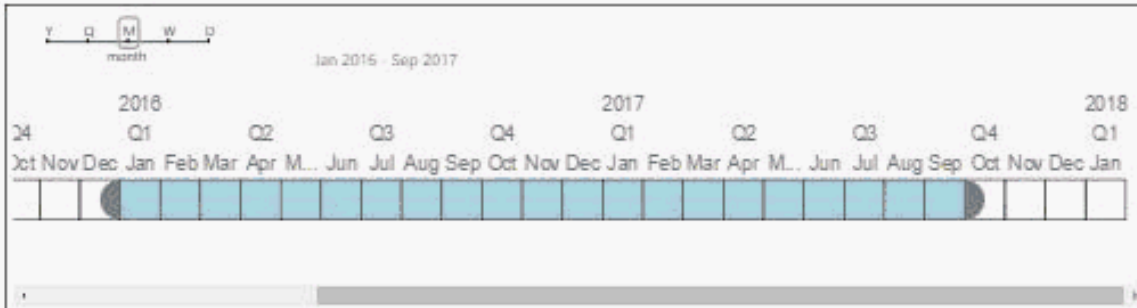 Y Q M W D
month
Jan 2016 - Sep 2017
2016 2017 2018
Q4 Q1 Q2 Q3 Q4 Q1 Q2 Q3 Q4 Q1
Oct Nov Dec Jan Feb Mar Apr M... Jun Jul Aug Sep Oct Nov Dec Jan Feb Mar Apr M... Jun Jul Aug Sep Oct Nov Dec Jan